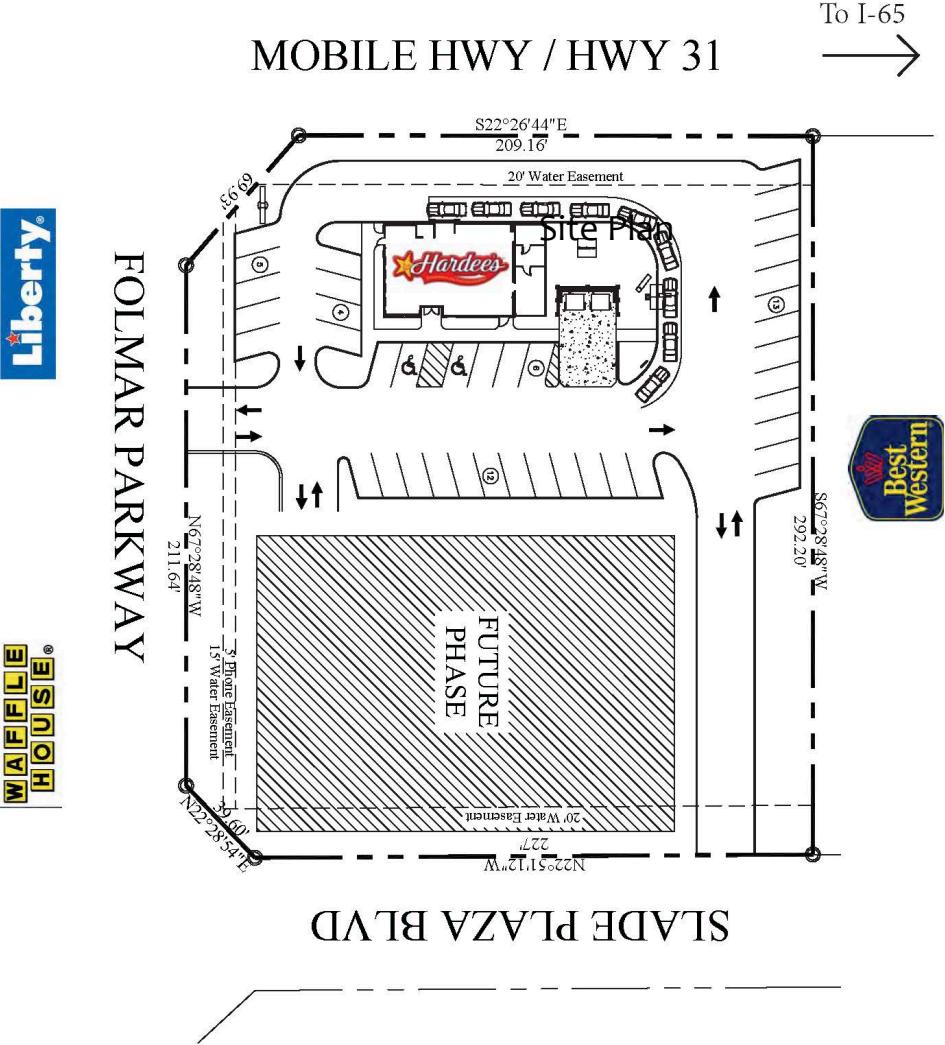 To I-65
MOBILE HWY / HWY 31
S22°26'44"E
209.16'
20' Water Easement
69.93'
Site Plan
Hardee's
5
4
13
8
12
Liberty®
FOLMAR PARKWAY
Best
Western
S67°28'48"W
292.20'
N67°28'48"W
211.64'
FUTURE
PHASE
5' Phone Easement
15' Water Easement
WAFFLE
HOUSE®
20' Water Easement
39.60'
N22°28'54"E
227'
N22°51'12"W
SLADE PLAZA BLVD